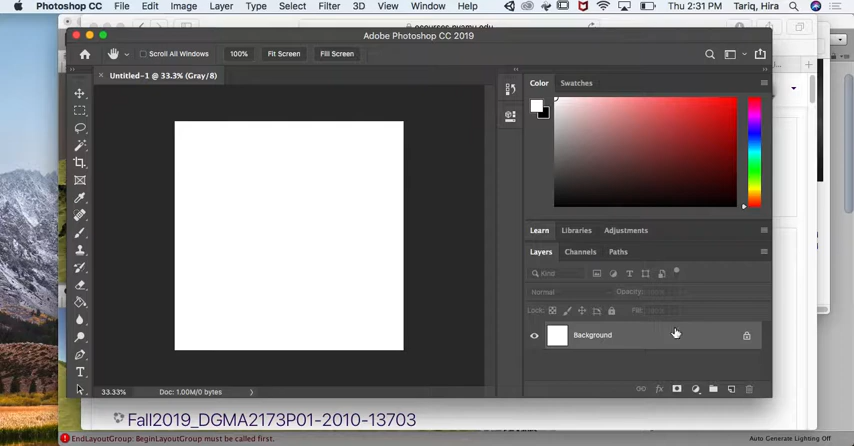 Photoshop CC File Edit Image Layer Type Select Filter 3D View Window Help Thu 2:31 PM Tariq, Hira
Adobe Photoshop CC 2019
Scroll All Windows 100% Fit Screen Fill Screen
× Untitled-1 @ 33.3% (Gray/8)
Color Swatches
Learn Libraries Adjustments
Layers Channels Paths
Kind
Normal Opacity:
Lock: Fill:
Background
33.33% Doc: 1.00M/0 bytes
Fall2019_DGMA2173P01-2010-13703
EndLayoutGroup: BeginLayoutGroup must be called first. Auto Generate Lighting Off